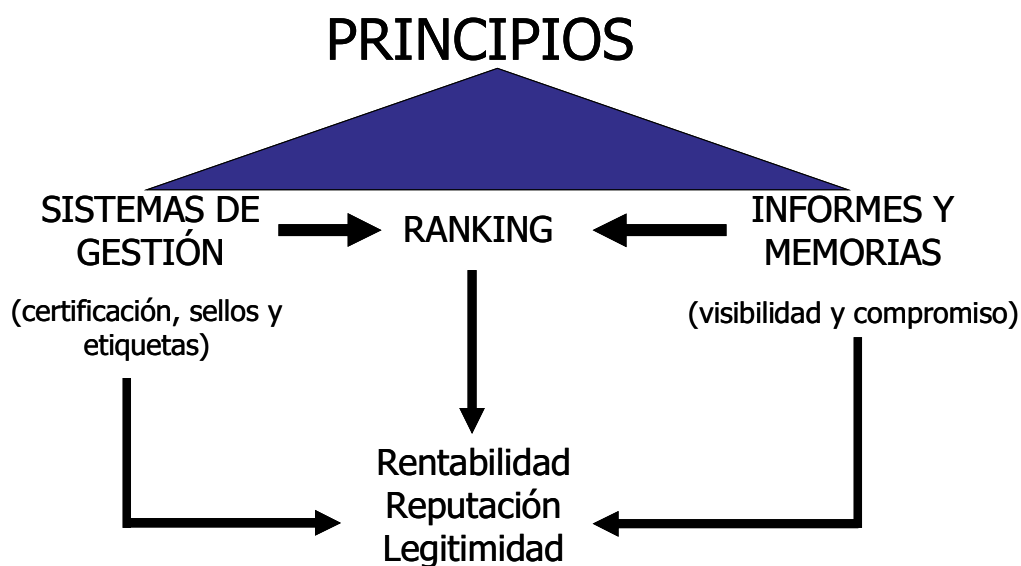 PRINCIPIOS
SISTEMAS DE
GESTIÓN
(certificación, sellos y
etiquetas)
RANKING
INFORMES Y
MEMORIAS
(visibilidad y compromiso)
Rentabilidad
Reputación
Legitimidad